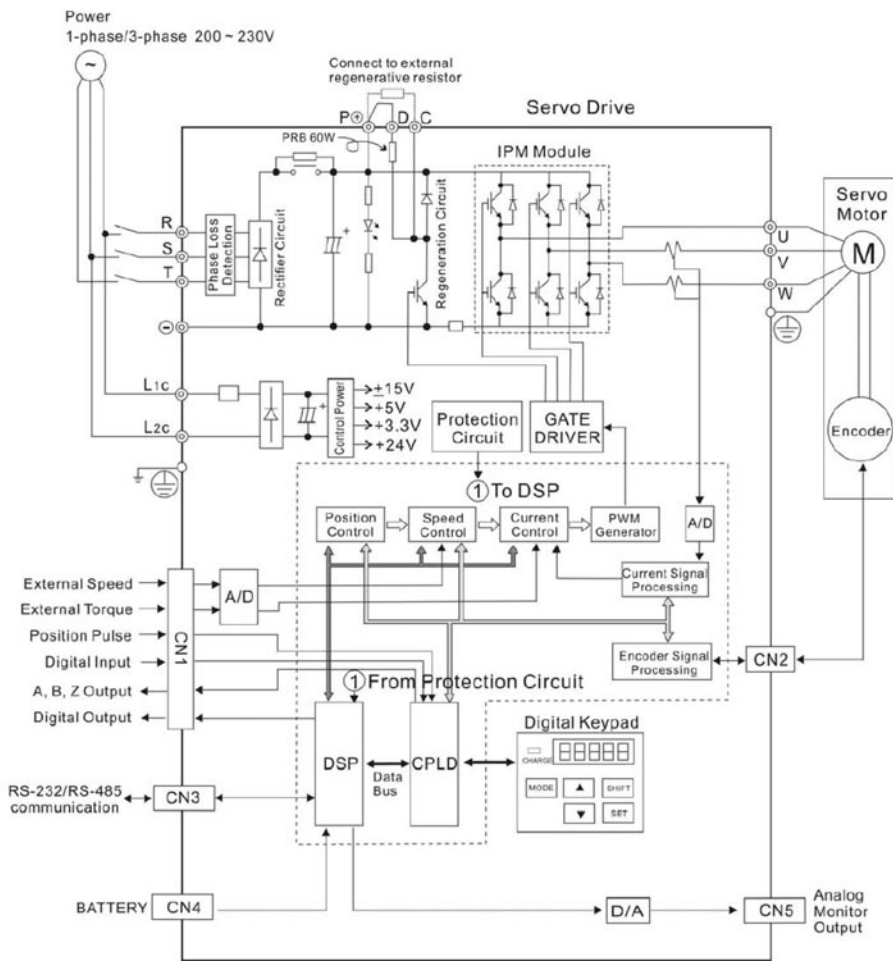 Power
1-phase/3-phase 200 ~ 230V
~
Connect to external
regenerative resistor
P⊕
D
C
Servo Drive
PRB 60W
IPM Module
Servo
Motor
R
S
T
Phase Loss
Detection
Rectifier Circuit
+
Regeneration Circuit
U
V
W
M
⊖
L1c
L2c
+
Control Power
±15V
+5V
+3.3V
+24V
Protection
Circuit
GATE
DRIVER
Encoder
① To DSP
Position
Control
Speed
Control
Current
Control
PWM
Generator
A/D
External Speed
External Torque
Position Pulse
Digital Input
A, B, Z Output
Digital Output
CN1
A/D
Current Signal
Processing
Encoder Signal
Processing
CN2
① From Protection Circuit
DSP
Data
Bus
CPLD
Digital Keypad
CHARGE
88888
MODE
▲
SHIFT
▼
SET
RS-232/RS-485
communication
CN3
BATTERY
CN4
D/A
CN5
Analog
Monitor
Output